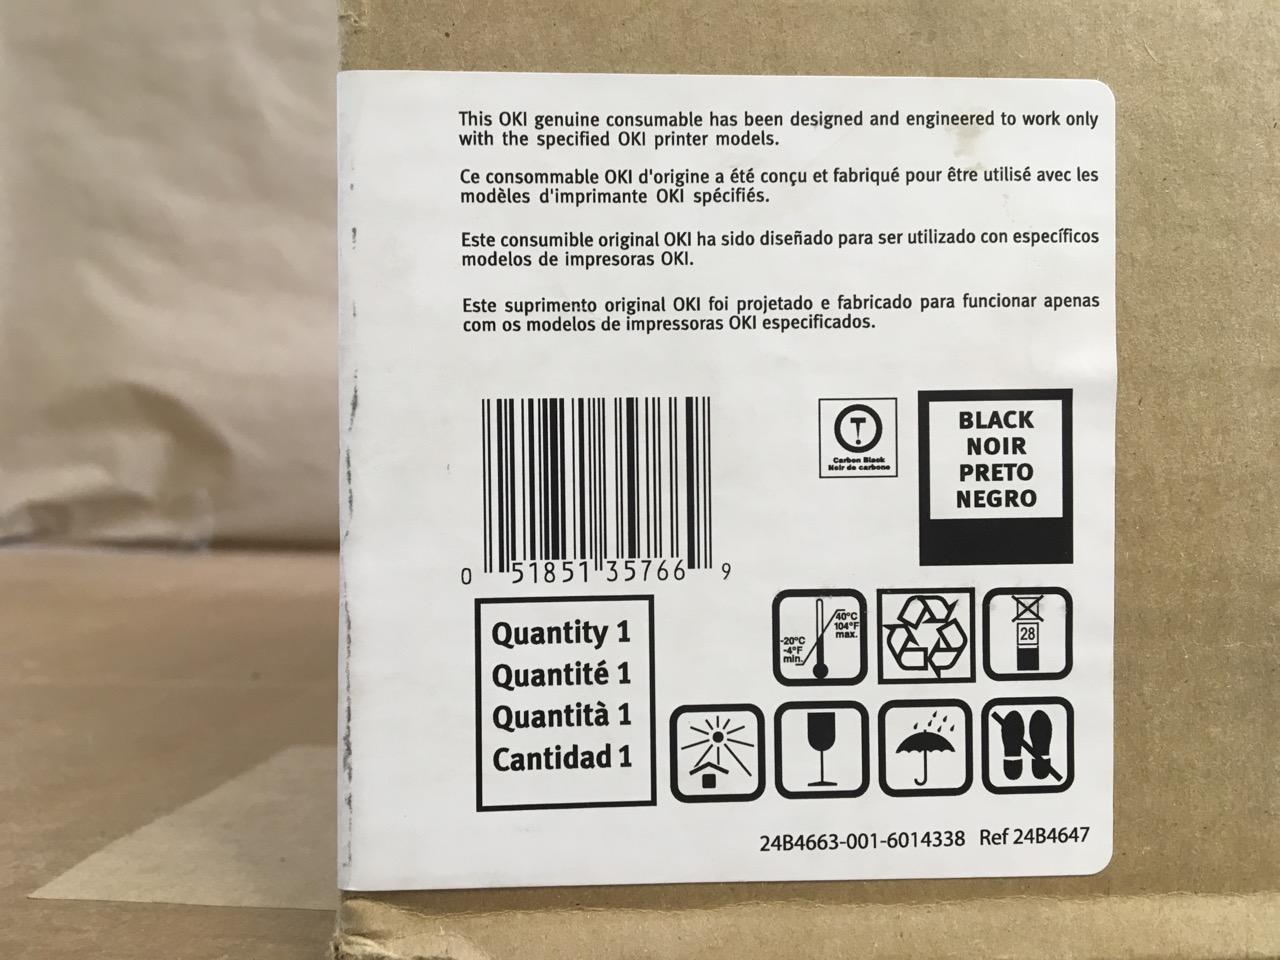 This OKI genuine consumable has been designed and engineered to work only
with the specified OKI printer models.
Ce consommable OKI d'origine a été conçu et fabriqué pour être utilisé avec les
modèles d'imprimante OKI spécifiés.
Este consumible original OKI ha sido diseñado para ser utilizado con específicos
modelos de impresoras OKI.
Este suprimento original OKI foi projetado e fabricado para funcionar apenas
com os modelos de impressoras OKI especificados.
0 51851 35766 9
Carbon Black
Noir de carbone
BLACK
NOIR
PRETO
NEGRO
Quantity 1
Quantité 1
Quantità 1
Cantidad 1
40°C
104°F
max.
-20°C
-4°F
min.
28
24B4663-001-6014338 Ref 24B4647